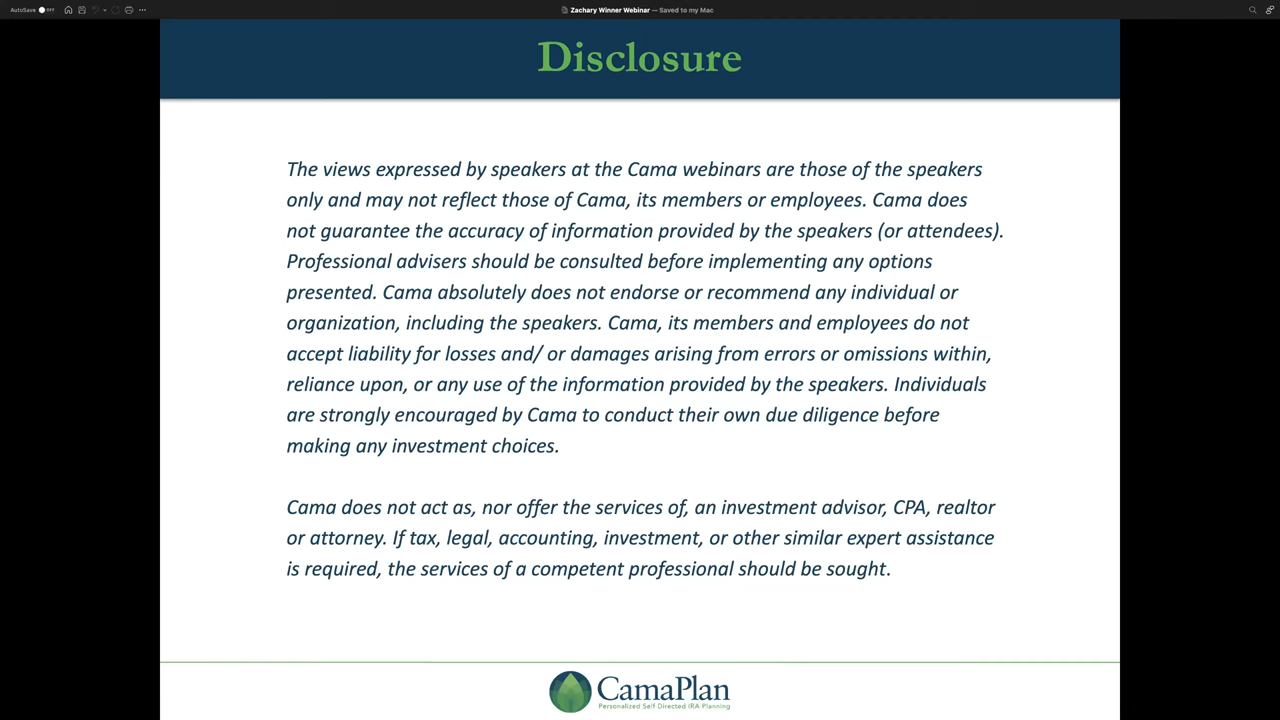 AutoSave OFF
Zachary Winner Webinar — Saved to my Mac
Disclosure
The views expressed by speakers at the Cama webinars are those of the speakers
only and may not reflect those of Cama, its members or employees. Cama does
not guarantee the accuracy of information provided by the speakers (or attendees).
Professional advisers should be consulted before implementing any options
presented. Cama absolutely does not endorse or recommend any individual or
organization, including the speakers. Cama, its members and employees do not
accept liability for losses and/ or damages arising from errors or omissions within,
reliance upon, or any use of the information provided by the speakers. Individuals
are strongly encouraged by Cama to conduct their own due diligence before
making any investment choices.
Cama does not act as, nor offer the services of, an investment advisor, CPA, realtor
or attorney. If tax, legal, accounting, investment, or other similar expert assistance
is required, the services of a competent professional should be sought.
CamaPlan
Personalized Self Directed IRA Planning